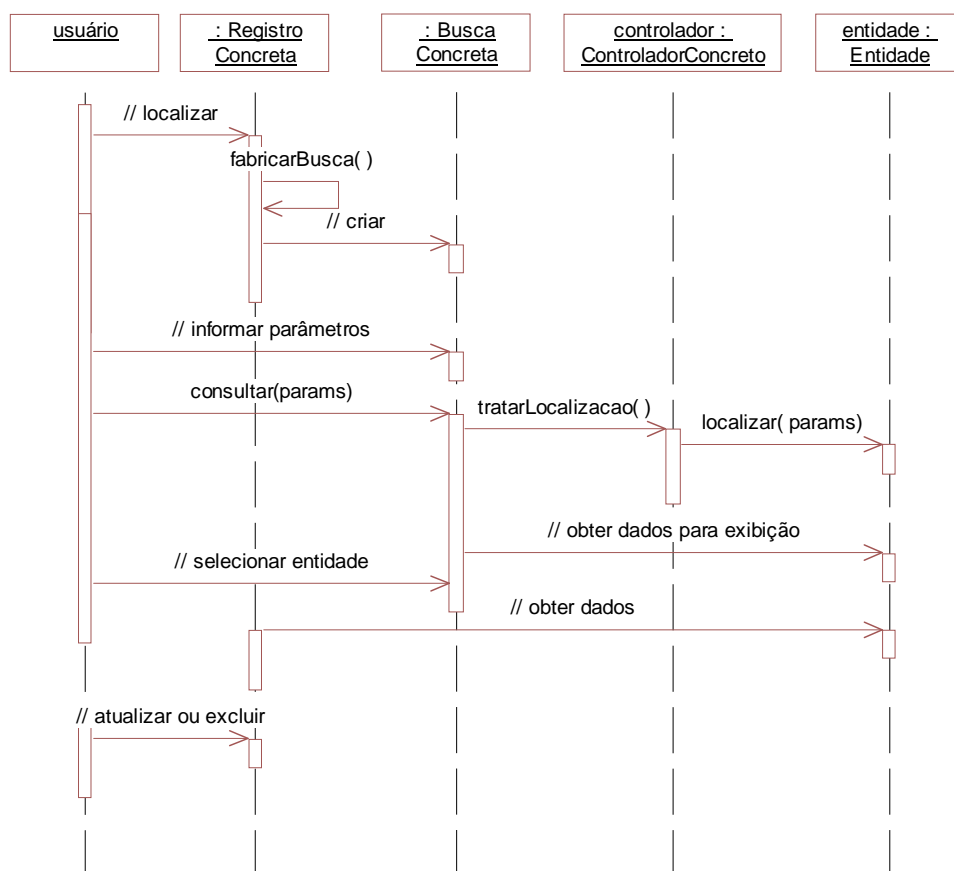 usuário
: Registro
Concreta
: Busca
Concreta
controlador :
ControladorConcreto
entidade :
Entidade
// localizar
fabricarBusca( )
// criar
// informar parâmetros
consultar(params)
tratarLocalizacao( )
localizar( params)
// obter dados para exibição
// selecionar entidade
// obter dados
// atualizar ou excluir